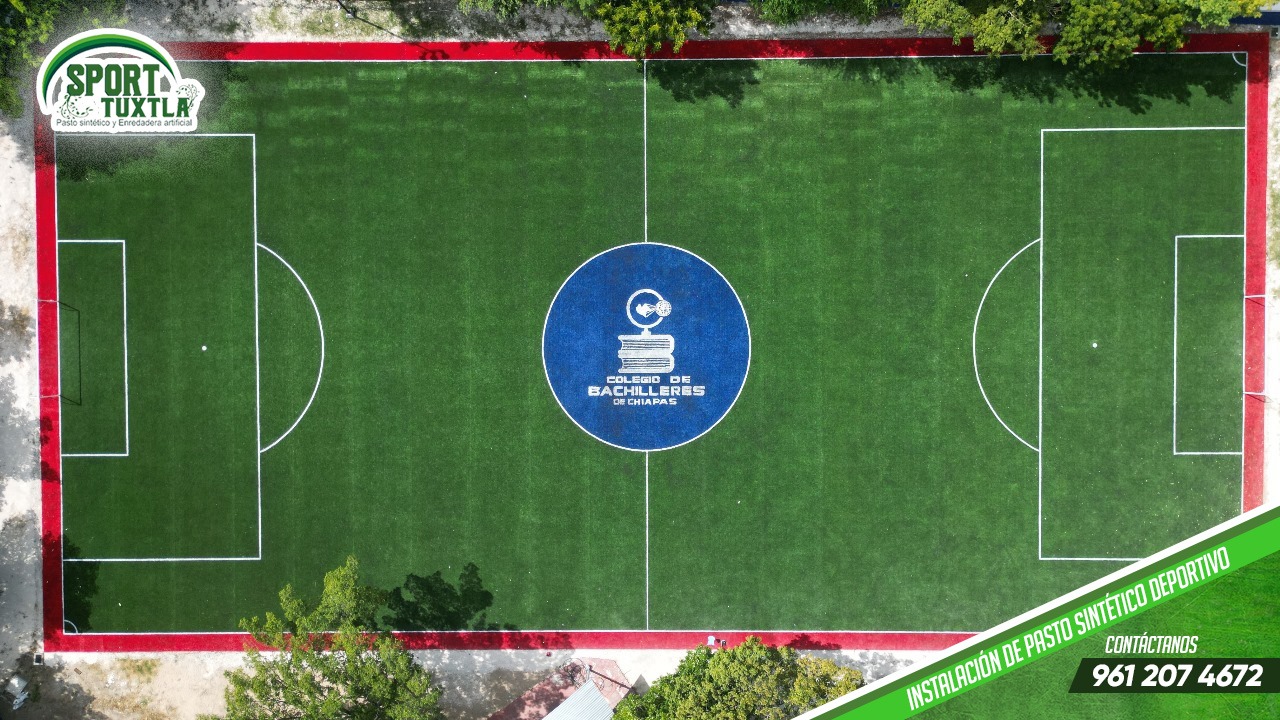 SPORT
TUXTLA
Pasto sintético y Enredadera artificial
COLEGIO DE
BACHILLERES
DE CHIAPAS
INSTALACIÓN DE PASTO SINTÉTICO DEPORTIVO
CONTÁCTANOS
961 207 4672